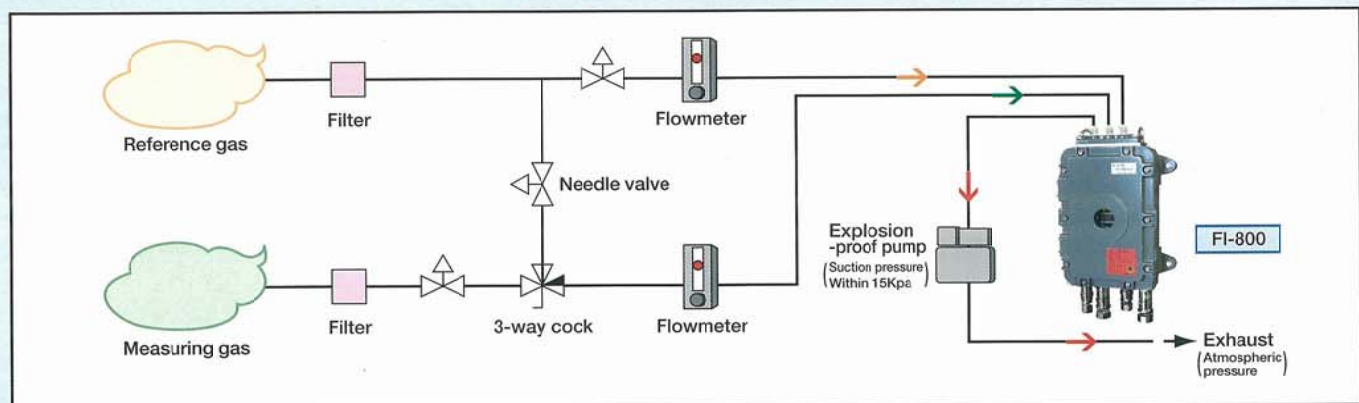 Reference gas
Filter
Flowmeter
Needle valve
Measuring gas
Filter
3-way cock
Flowmeter
Explosion
-proof pump
(Suction pressure
Within 15Kpa)
FI-800
Exhaust
(Atmospheric
pressure)